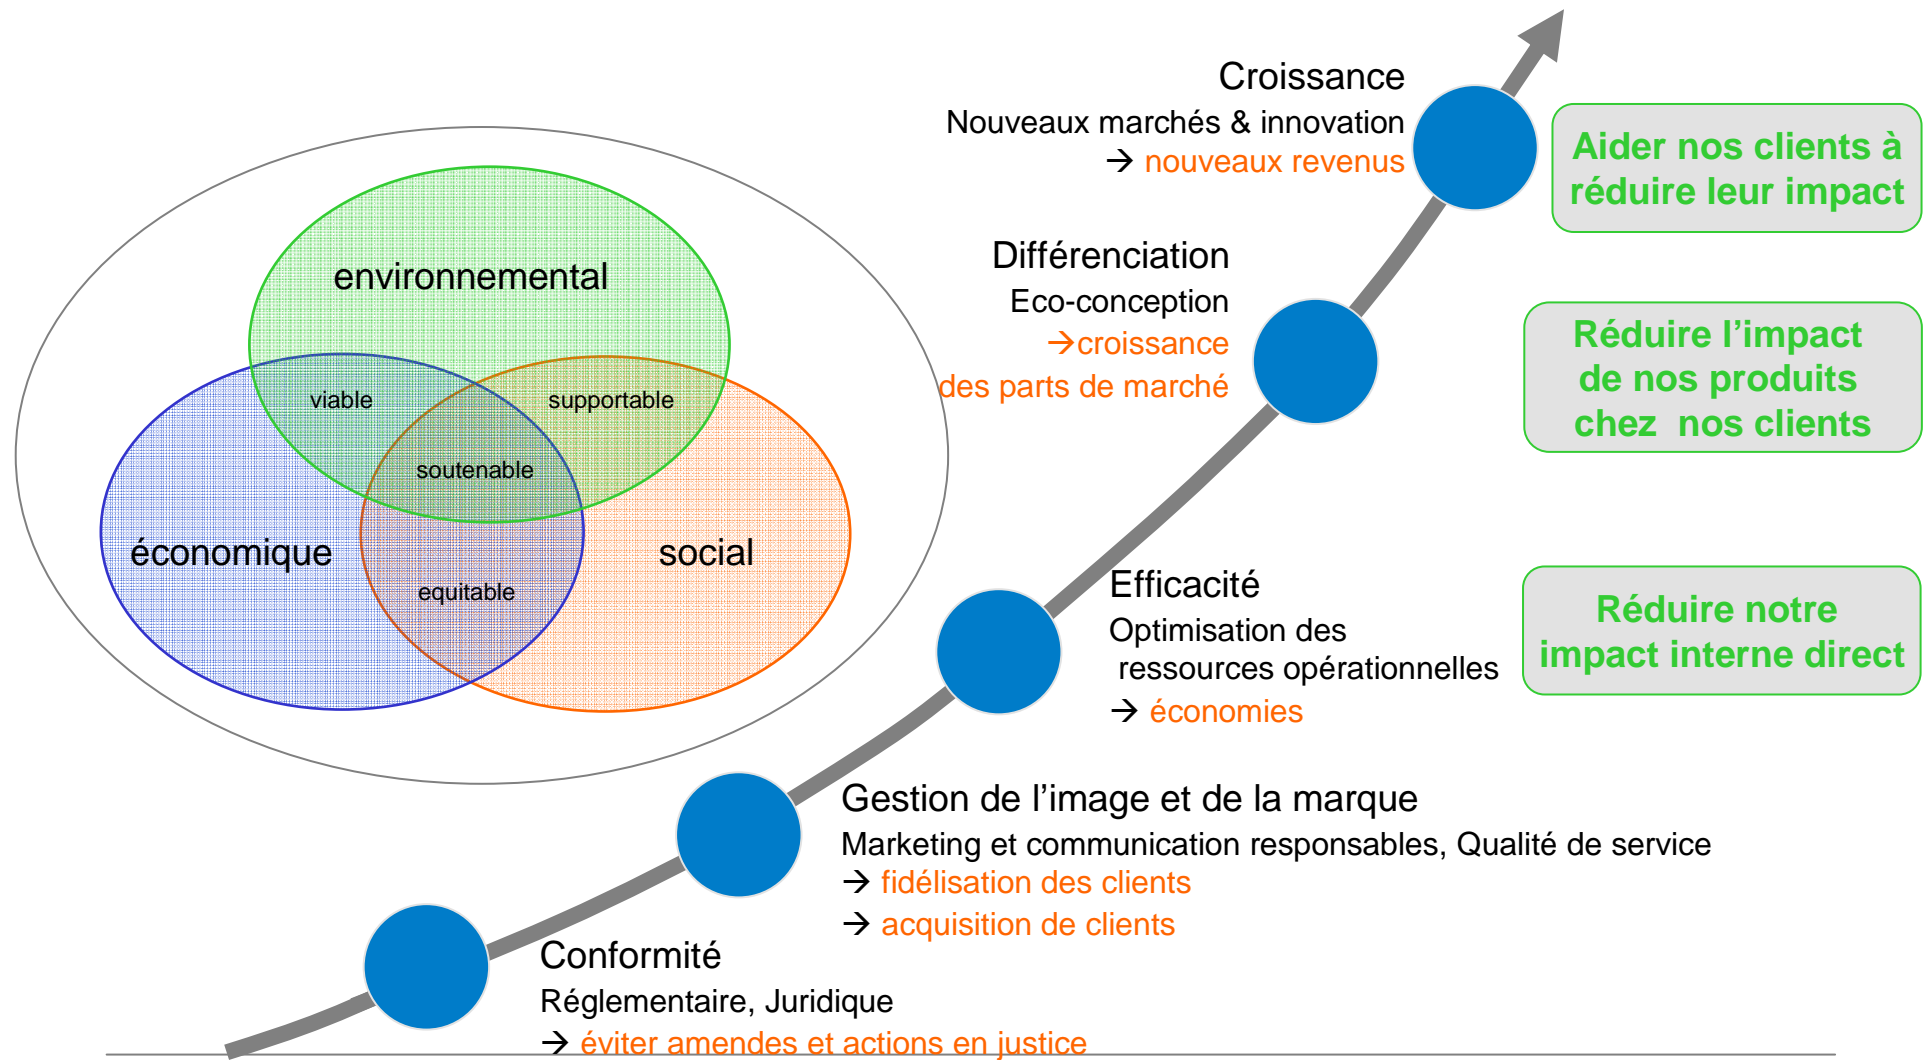 Croissance
Nouveaux marchés & innovation
→ nouveaux revenus
Aider nos clients à
réduire leur impact
Différenciation
Eco-conception
→croissance
des parts de marché
Réduire l’impact
de nos produits
chez nos clients
environnemental
viable
supportable
soutenable
économique
social
equitable
Efficacité
Optimisation des
ressources opérationnelles
→ économies
Réduire notre
impact interne direct
Gestion de l’image et de la marque
Marketing et communication responsables, Qualité de service
→ fidélisation des clients
→ acquisition de clients
Conformité
Réglementaire, Juridique
→ éviter amendes et actions en justice